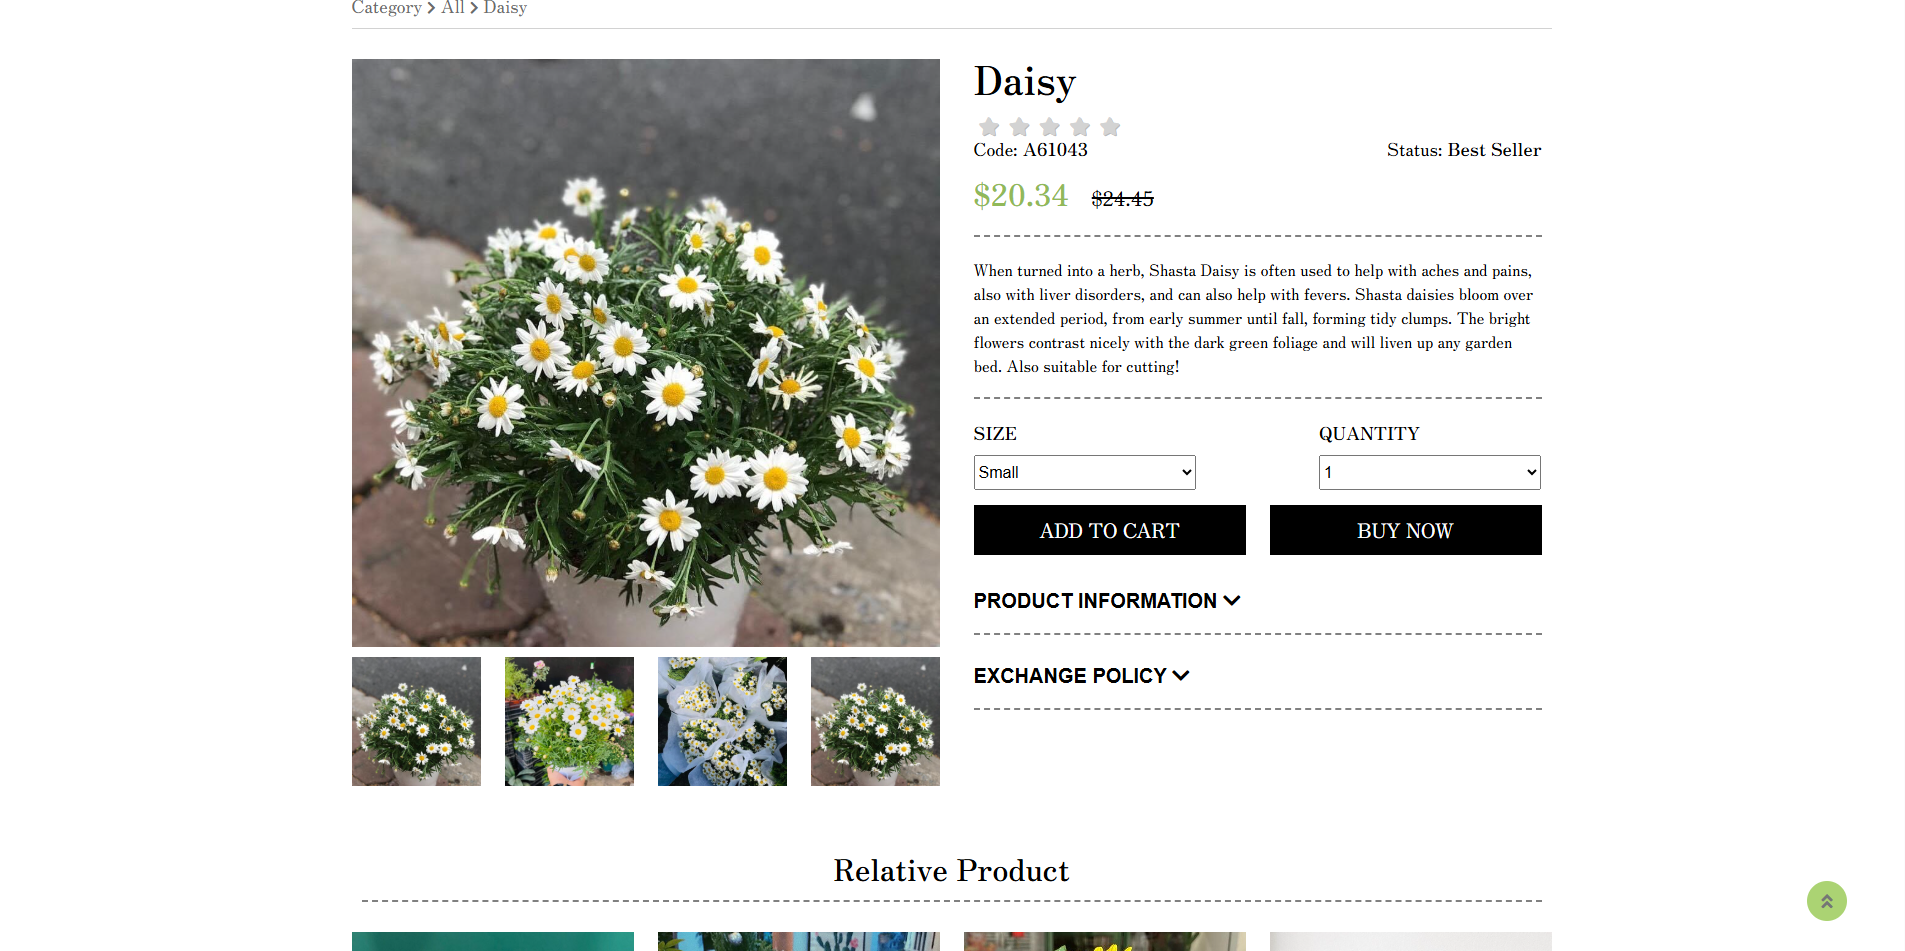 Category > All > Daisy
Daisy
Code: A61043
Status: Best Seller
$20.34 $24.45
When turned into a herb, Shasta Daisy is often used to help with aches and pains,
also with liver disorders, and can also help with fevers. Shasta daisies bloom over
an extended period, from early summer until fall, forming tidy clumps. The bright
flowers contrast nicely with the dark green foliage and will liven up any garden
bed. Also suitable for cutting!
SIZE
QUANTITY
Small
1
ADD TO CART
BUY NOW
PRODUCT INFORMATION
EXCHANGE POLICY
Relative Product